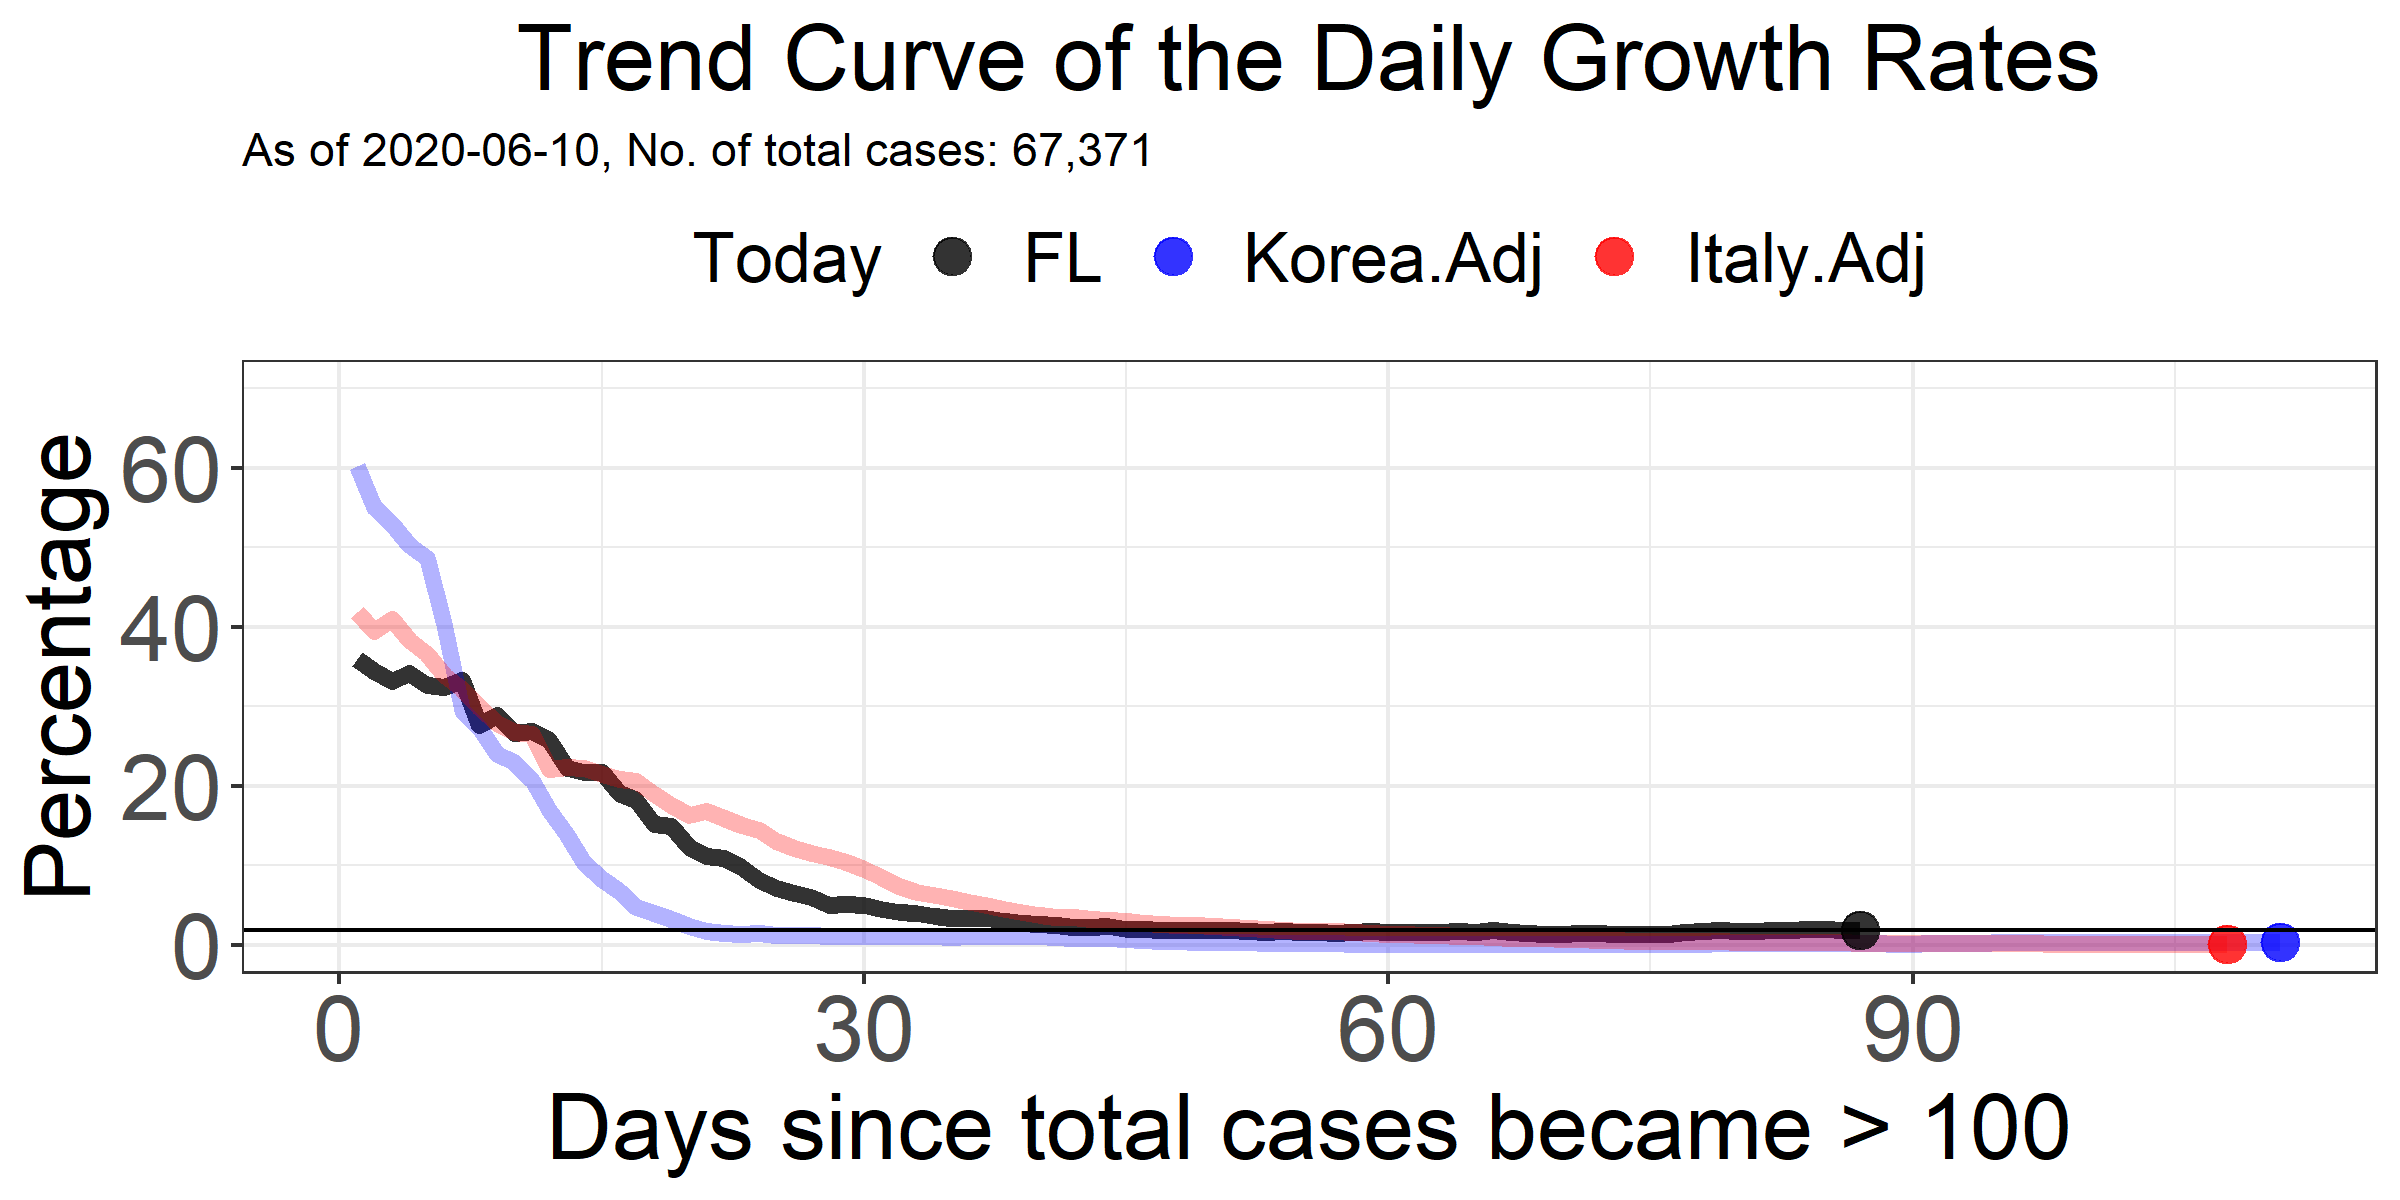 Trend Curve of the Daily Growth Rates
As of 2020-06-10, No. of total cases: 67,371
Today FL Korea.Adj Italy.Adj
Percentage
60
40
20
0
0 30 60 90
Days since total cases became > 100